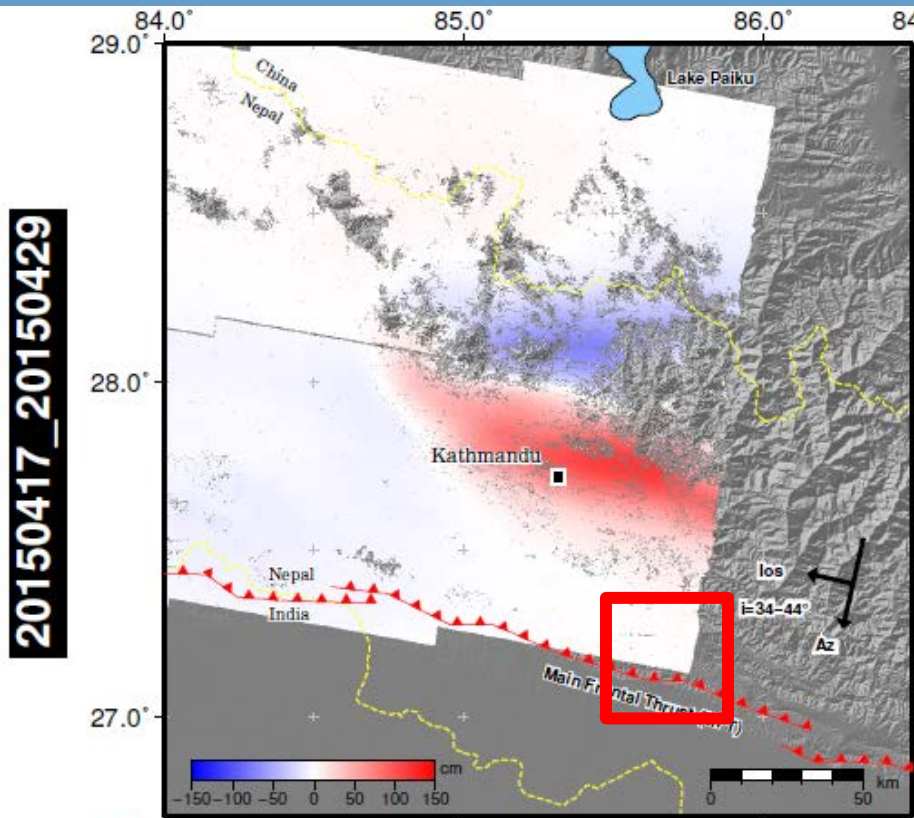 84.0° 85.0° 86.0° 84
29.0°
Lake Paiku
China
Nepal
20150417_20150429
28.0°
Kathmandu
los
i=34−44°
Az
Nepal
India
Main Frontal Thrust
27.0°
cm
−150 −100 −50 0 50 100 150
0 50 km